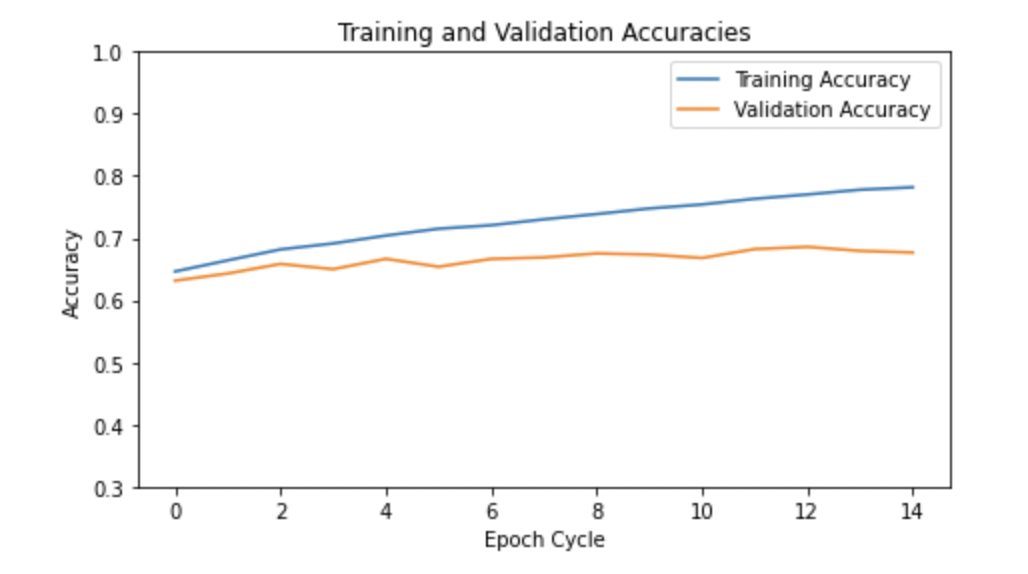 Training and Validation Accuracies
1.0
0.9
0.8
0.7
0.6
0.5
0.4
0.3
Accuracy
Training Accuracy
Validation Accuracy
0 2 4 6 8 10 12 14
Epoch Cycle